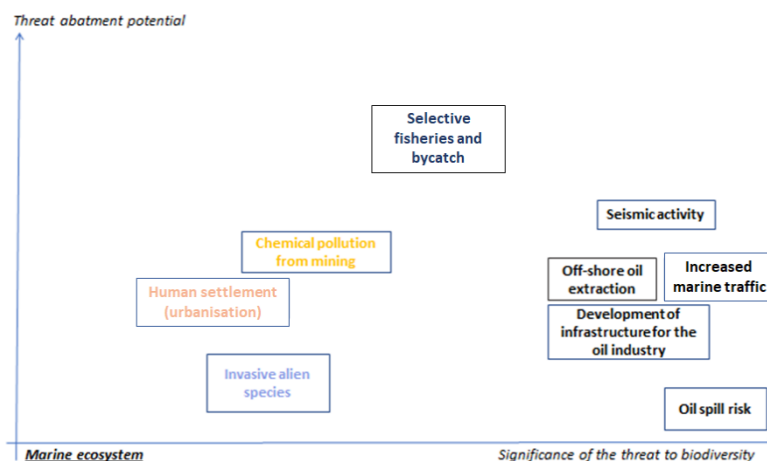 Threat abatment potential
Selective
fisheries and
bycatch
Seismic activity
Chemical pollution
from mining
Off-shore oil
extraction
Increased
marine traffic
Human settlement
(urbanisation)
Development of
infrastructure for the
oil industry
Invasive alien
species
Oil spill risk
Marine ecosystem
Significance of the threat to biodiversity